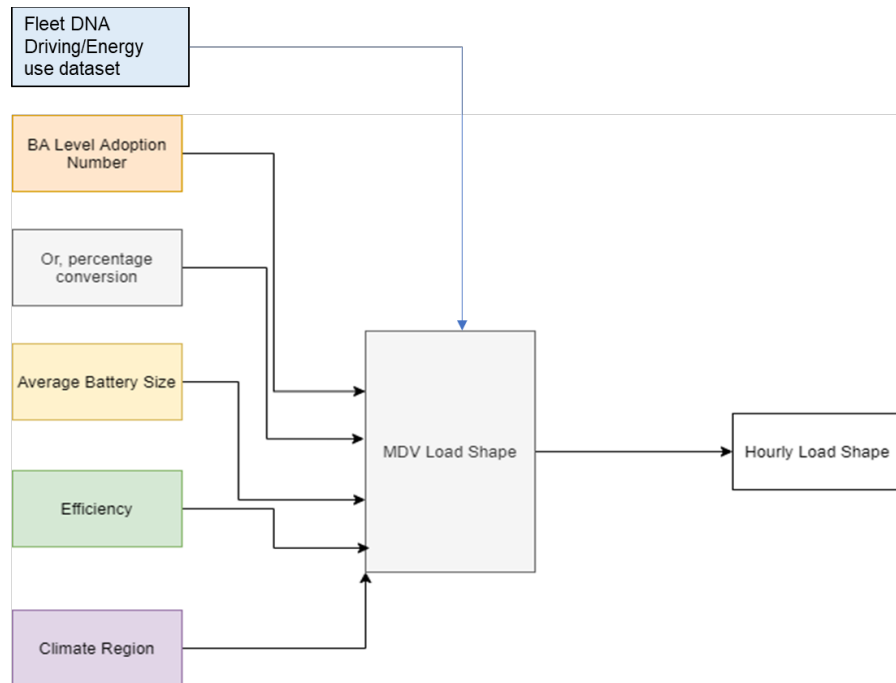 Fleet DNA
Driving/Energy
use dataset
BA Level Adoption
Number
Or, percentage
conversion
Average Battery Size
Efficiency
Climate Region
MDV Load Shape
Hourly Load Shape